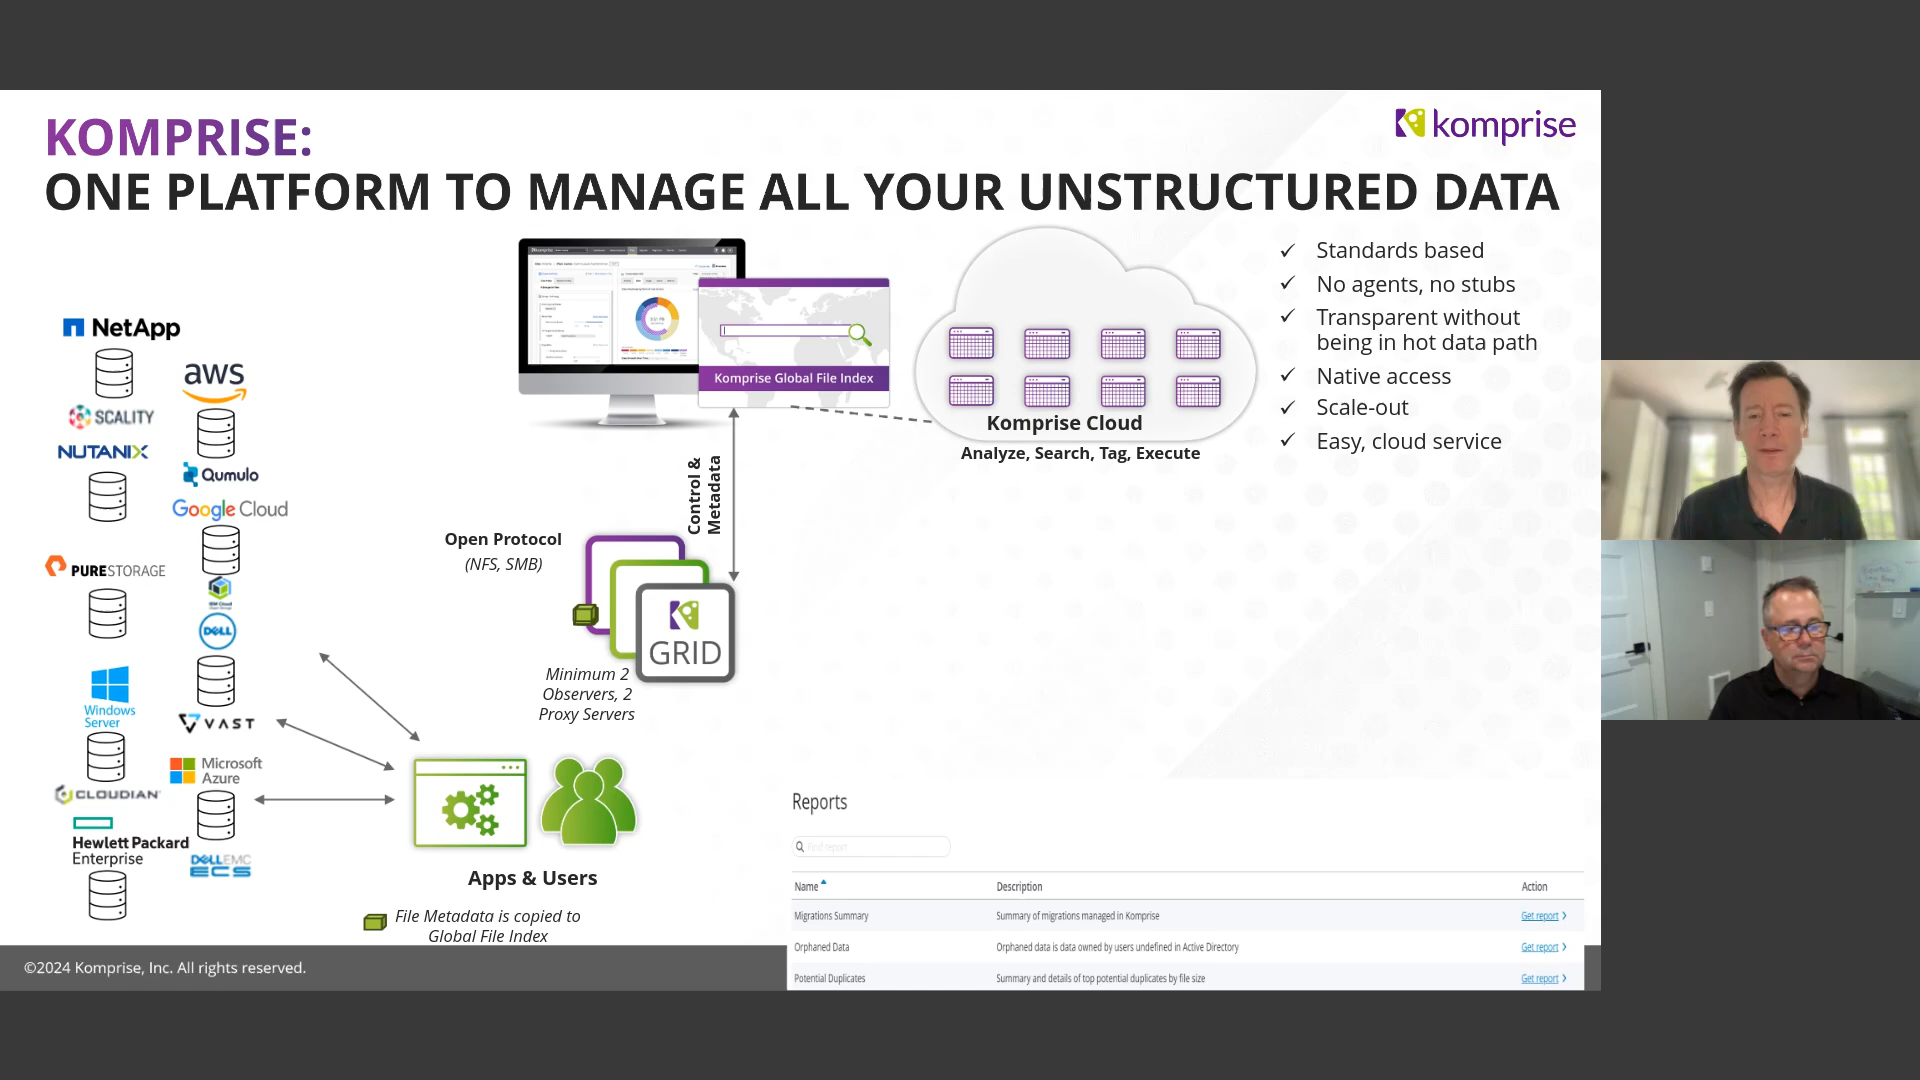 KOMPRISE:
ONE PLATFORM TO MANAGE ALL YOUR UNSTRUCTURED DATA
komprise
NetApp
aws
SCALITY
NUTANIX
Qumulo
Google Cloud
PURESTORAGE
IBM Cloud
DELL
Windows
Server
VAST
Microsoft
Azure
CLOUDIAN
Hewlett Packard
Enterprise
DELLEMC
ECS
Komprise Global File Index
Komprise Cloud
Analyze, Search, Tag, Execute
✓ Standards based
✓ No agents, no stubs
✓ Transparent without
being in hot data path
✓ Native access
✓ Scale-out
✓ Easy, cloud service
Control &
Metadata
Open Protocol
(NFS, SMB)
GRID
Minimum 2
Observers, 2
Proxy Servers
Apps & Users
File Metadata is copied to
Global File Index
Reports
Find report
Name Description Action
Migrations Summary Summary of migrations managed in Komprise Get report
Orphaned Data Orphaned data is data owned by users undefined in Active Directory Get report
Potential Duplicates Summary and details of top potential duplicates by file size Get report
©2024 Komprise, Inc. All rights reserved.